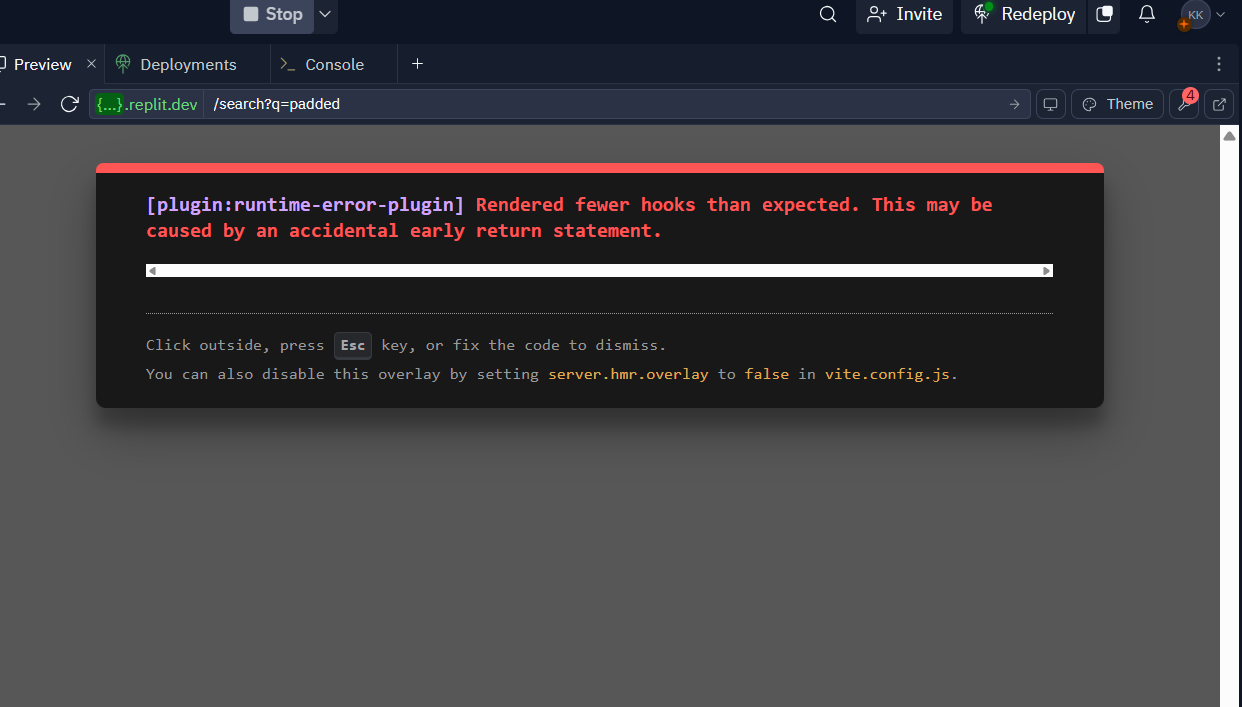 Stop
Invite
Redeploy
KK
Preview
Deployments
Console
{...}.replit.dev /search?q=padded
Theme
4
[plugin:runtime-error-plugin] Rendered fewer hooks than expected. This may be
caused by an accidental early return statement.
Click outside, press Esc key, or fix the code to dismiss.
You can also disable this overlay by setting server.hmr.overlay to false in vite.config.js.